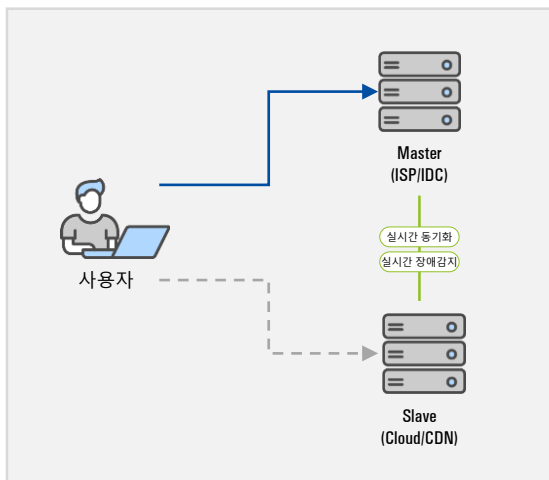 Master
(ISP/IDC)
실시간 동기화
실시간 장애감지
사용자
Slave
(Cloud/CDN)